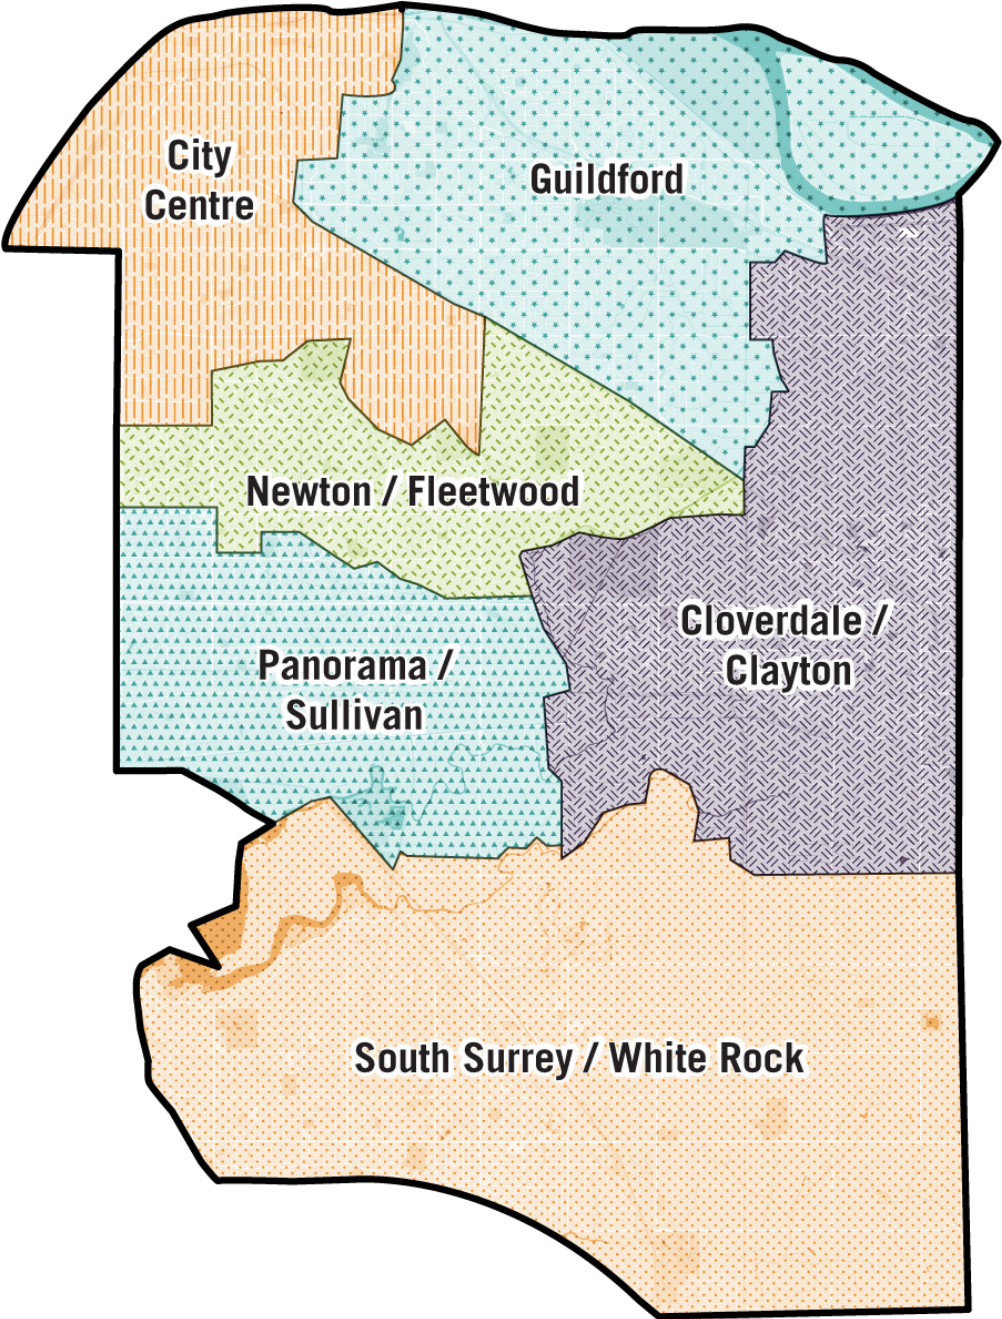 City
Centre
Guildford
Newton / Fleetwood
Cloverdale /
Clayton
Panorama /
Sullivan
South Surrey / White Rock